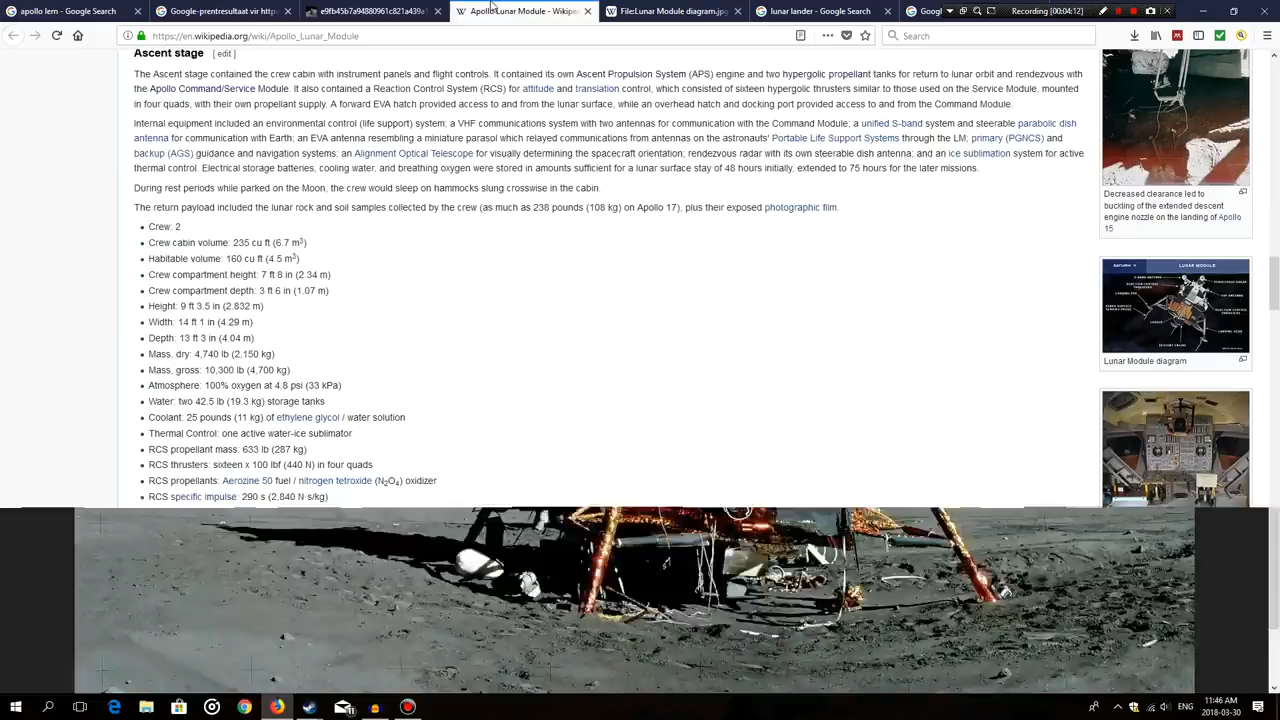 apollo lem - Google Search
Google-prentresultaat vir http
e9tb45b7a94880961c821a439a1
Apollo Lunar Module - Wikipe
File:Lunar Module diagram.jpg
lunar lander - Google Search
Googl
Recording [00:04:12]
https://en.wikipedia.org/wiki/Apollo_Lunar_Module
Search
Ascent stage [ edit ]
The Ascent stage contained the crew cabin with instrument panels and flight controls. It contained its own Ascent Propulsion System (APS) engine and two hypergolic propellant tanks for return to lunar orbit and rendezvous with
the Apollo Command/Service Module. It also contained a Reaction Control System (RCS) for attitude and translation control, which consisted of sixteen hypergolic thrusters similar to those used on the Service Module, mounted
in four quads, with their own propellant supply. A forward EVA hatch provided access to and from the lunar surface, while an overhead hatch and docking port provided access to and from the Command Module.
Internal equipment included an environmental control (life support) system; a VHF communications system with two antennas for communication with the Command Module; a unified S-band system and steerable parabolic dish
antenna for communication with Earth; an EVA antenna resembling a miniature parasol which relayed communications from antennas on the astronauts' Portable Life Support Systems through the LM; primary (PGNCS) and
backup (AGS) guidance and navigation systems; an Alignment Optical Telescope for visually determining the spacecraft orientation; rendezvous radar with its own steerable dish antenna; and an ice sublimation system for active
thermal control. Electrical storage batteries, cooling water, and breathing oxygen were stored in amounts sufficient for a lunar surface stay of 48 hours initially, extended to 75 hours for the later missions.
During rest periods while parked on the Moon, the crew would sleep on hammocks slung crosswise in the cabin.
The return payload included the lunar rock and soil samples collected by the crew (as much as 238 pounds (108 kg) on Apollo 17), plus their exposed photographic film.
• Crew: 2
• Crew cabin volume: 235 cu ft (6.7 m³)
• Habitable volume: 160 cu ft (4.5 m³)
• Crew compartment height: 7 ft 8 in (2.34 m)
• Crew compartment depth: 3 ft 6 in (1.07 m)
• Height: 9 ft 3.5 in (2.832 m)
• Width: 14 ft 1 in (4.29 m)
• Depth: 13 ft 3 in (4.04 m)
• Mass, dry: 4,740 lb (2,150 kg)
• Mass, gross: 10,300 lb (4,700 kg)
• Atmosphere: 100% oxygen at 4.8 psi (33 kPa)
• Water: two 42.5 lb (19.3 kg) storage tanks
• Coolant: 25 pounds (11 kg) of ethylene glycol / water solution
• Thermal Control: one active water-ice sublimator
• RCS propellant mass: 633 lb (287 kg)
• RCS thrusters: sixteen x 100 lbf (440 N) in four quads
• RCS propellants: Aerozine 50 fuel / nitrogen tetroxide (N₂O₄) oxidizer
• RCS specific impulse: 290 s (2,840 N·s/kg)
Decreased clearance led to
buckling of the extended descent
engine nozzle on the landing of Apollo
15
LUNAR MODULE
Lunar Module diagram
ENG
11:46 AM
2018-03-30